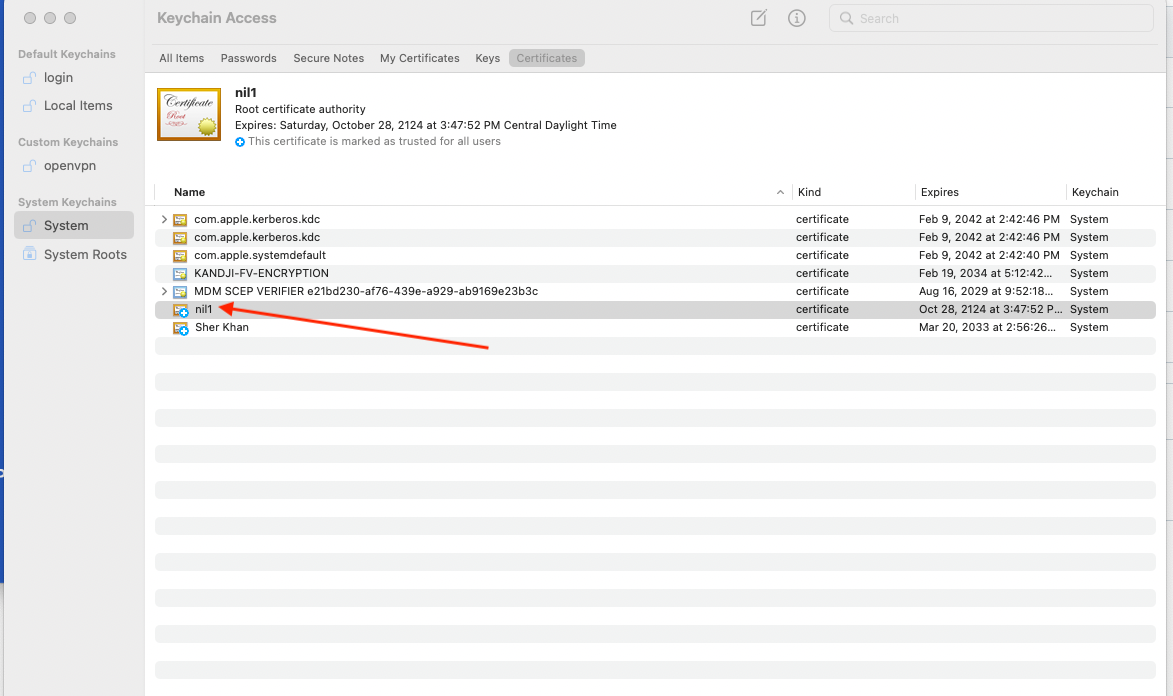 Keychain Access
Search
Default Keychains
login
Local Items
Custom Keychains
openvpn
System Keychains
System
System Roots
All Items Passwords Secure Notes My Certificates Keys Certificates
Certificate
Root
nil1
Root certificate authority
Expires: Saturday, October 28, 2124 at 3:47:52 PM Central Daylight Time
This certificate is marked as trusted for all users
Name Kind Expires Keychain
com.apple.kerberos.kdc certificate Feb 9, 2042 at 2:42:46 PM System
com.apple.kerberos.kdc certificate Feb 9, 2042 at 2:42:46 PM System
com.apple.systemdefault certificate Feb 9, 2042 at 2:42:40 PM System
KANDJI-FV-ENCRYPTION certificate Feb 19, 2034 at 5:12:42... System
MDM SCEP VERIFIER e21bd230-af76-439e-a929-ab9169e23b3c certificate Aug 16, 2029 at 9:52:18... System
nil1 certificate Oct 28, 2124 at 3:47:52 P... System
Sher Khan certificate Mar 20, 2033 at 2:56:26... System